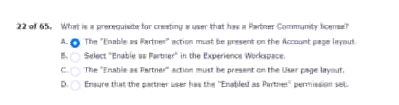 22 of 65. What is a prerequisite for creating a user that has a Partner Community license?
A. The "Enable as Partner" action must be present on the Account page layout.
B. Select "Enable as Partner" in the Experience Workspace.
C. The "Enable as Partner" action must be present on the User page layout.
D. Ensure that the partner user has the "Enabled as Partner" permission set.